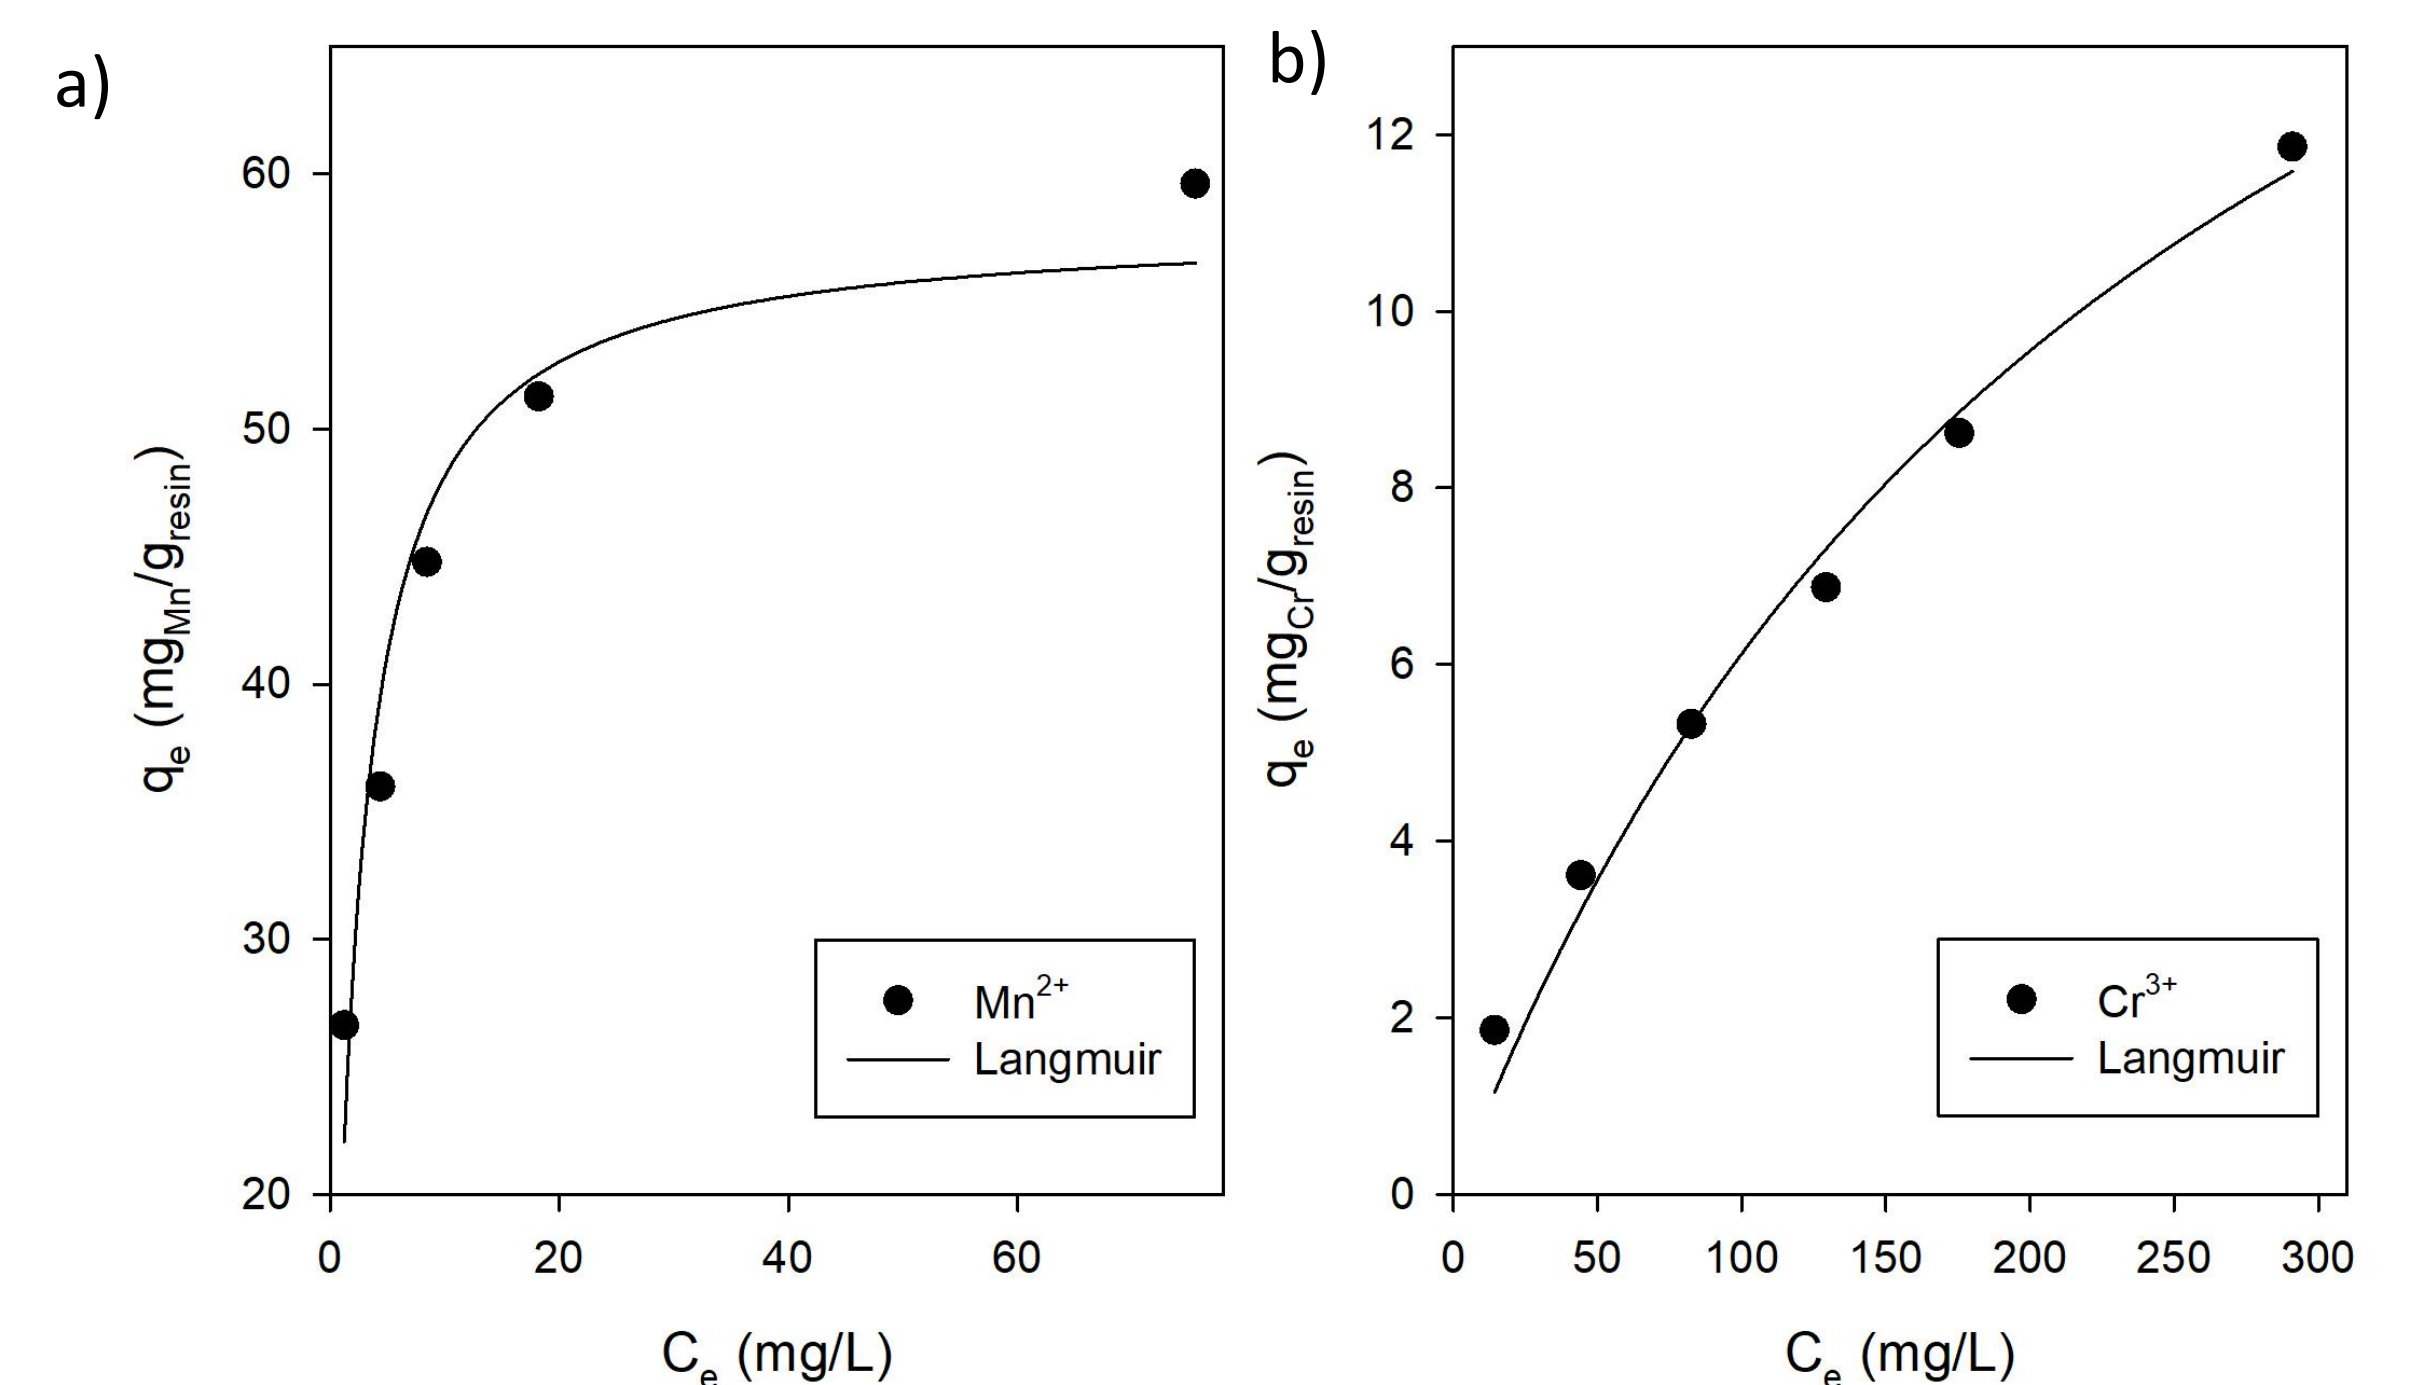 a)
60
50
40
30
20
0 20 40 60
qe (mgMn/gresin)
Ce (mg/L)
Mn2+
Langmuir
b)
12
10
8
6
4
2
0
0 50 100 150 200 250 300
qe (mgCr/gresin)
Ce (mg/L)
Cr3+
Langmuir